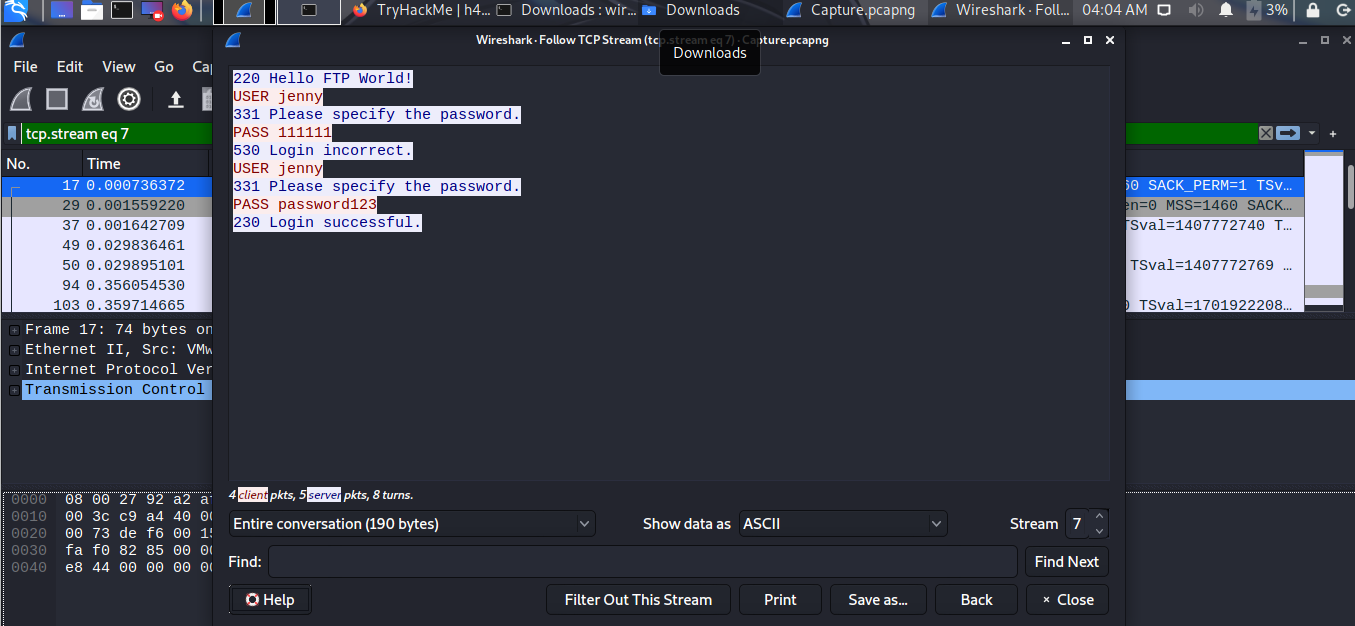 TryHackMe | h4...
Downloads : wir...
Downloads
Capture.pcapng
Wireshark · Foll...
04:04 AM
3%
Wireshark · Follow TCP Stream (tcp.stream eq 7) · Capture.pcapng
Downloads
File Edit View Go Cap
tcp.stream eq 7
No. Time
17 0.000736372
29 0.001559220
37 0.001642709
49 0.029836461
50 0.029895101
94 0.356054530
103 0.359714665
60 SACK_PERM=1 TSv...
en=0 MSS=1460 SACK...
TSval=1407772740 T...
TSval=1407772769 ...
0 TSval=1701922208...
Frame 17: 74 bytes on
Ethernet II, Src: VMw
Internet Protocol Ver
Transmission Control
0000 08 00 27 92 a2 a
0010 00 3c c9 a4 40 00
0020 00 73 de f6 00 15
0030 fa f0 82 85 00 00
0040 e8 44 00 00 00 00
220 Hello FTP World!
USER jenny
331 Please specify the password.
PASS 111111
530 Login incorrect.
USER jenny
331 Please specify the password.
PASS password123
230 Login successful.
4 client pkts, 5 server pkts, 8 turns.
Entire conversation (190 bytes)
Show data as ASCII
Stream 7
Find:
Find Next
Help
Filter Out This Stream
Print
Save as...
Back
× Close